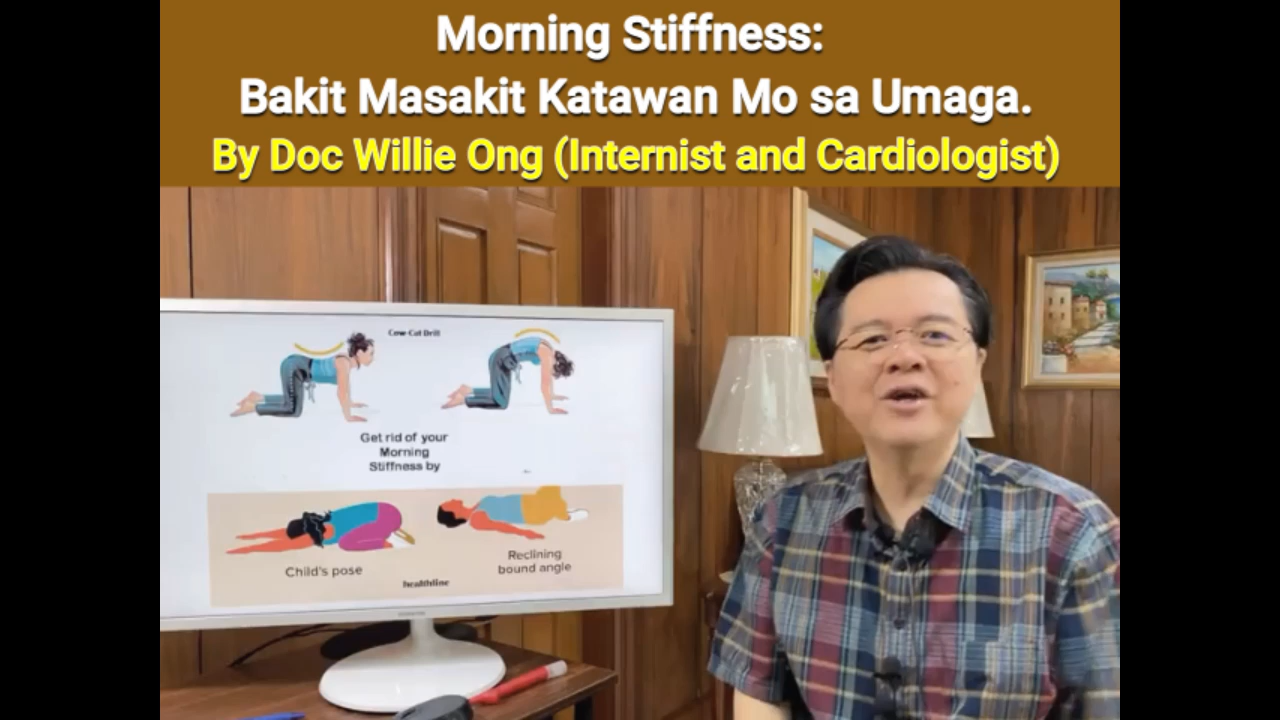 Morning Stiffness:
Bakit Masakit Katawan Mo sa Umaga.
By Doc Willie Ong (Internist and Cardiologist)
Cow-Cat Drill
Get rid of your
Morning
Stiffness by
Child's pose
Reclining
bound angle
healthline